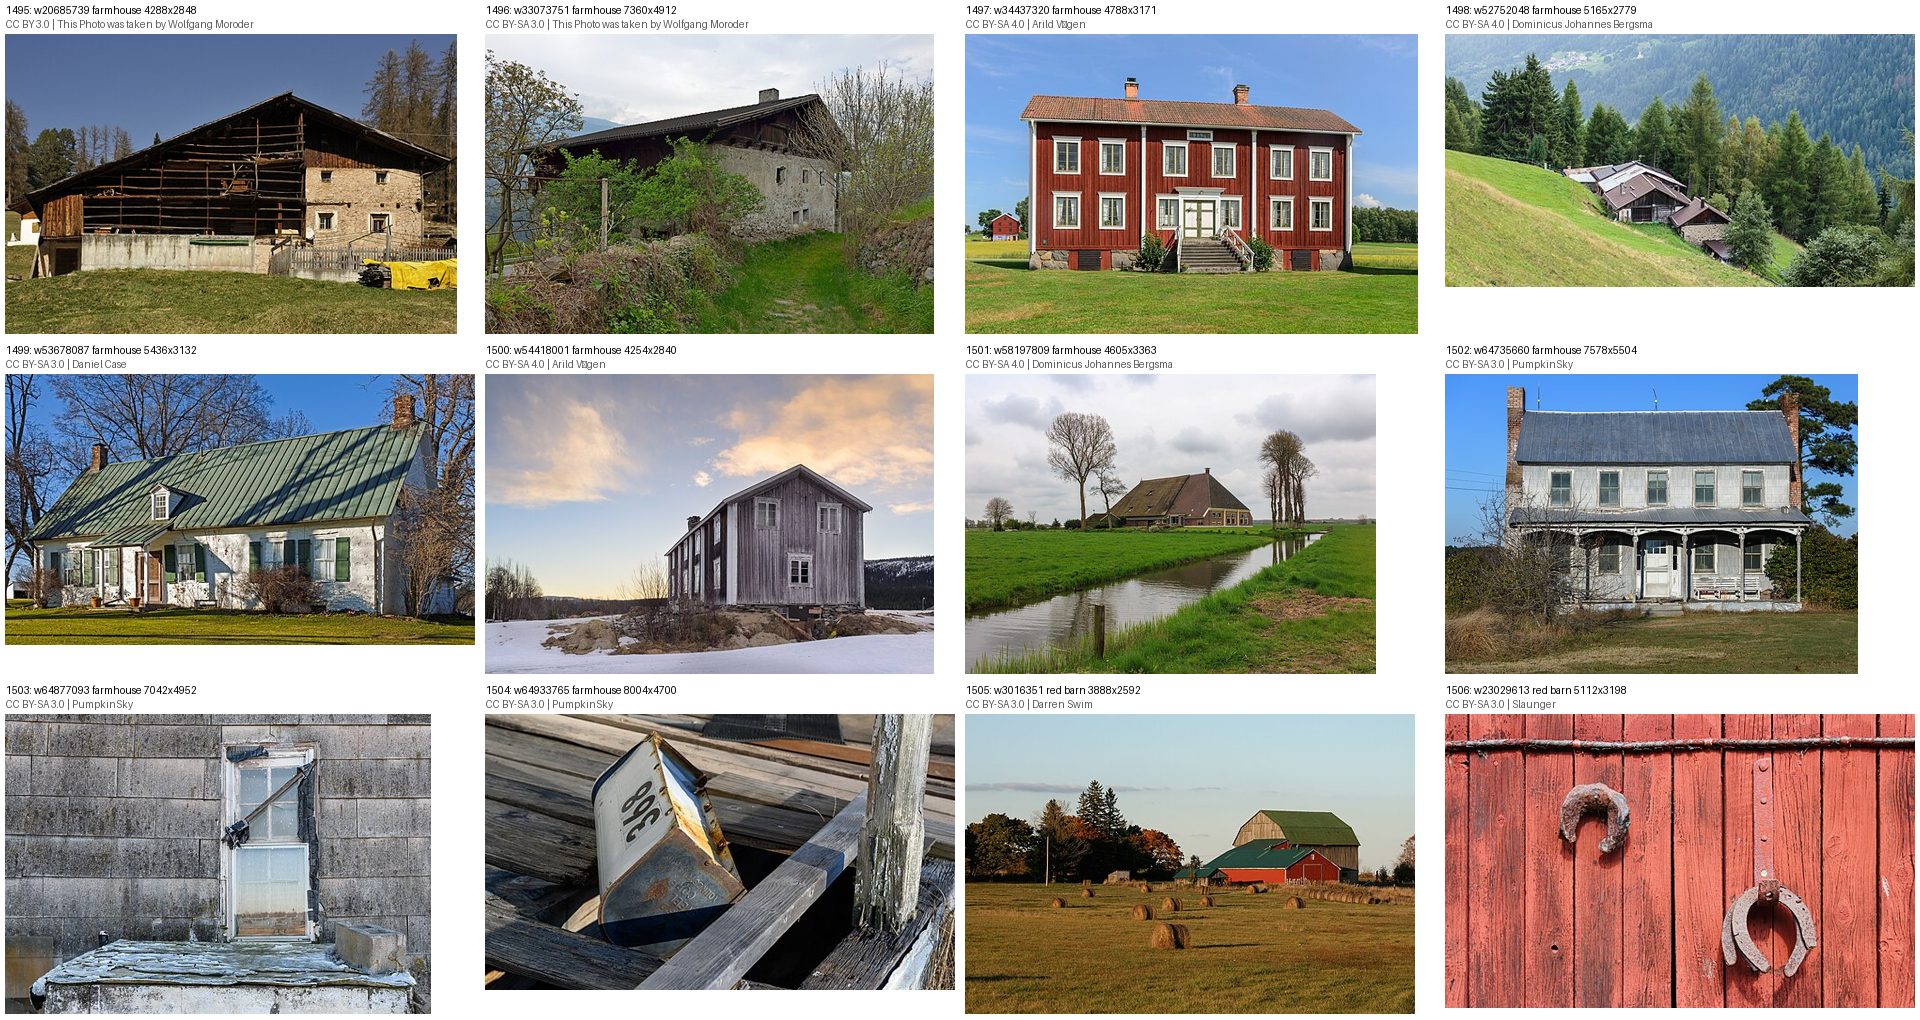 1495: w20685739 farmhouse 4288x2848
CC BY 3.0 | This Photo was taken by Wolfgang Moroder
1496: w33073751 farmhouse 7360x4912
CC BY-SA 3.0 | This Photo was taken by Wolfgang Moroder
1497: w34437320 farmhouse 4788x3171
CC BY-SA 4.0 | Arild V▯gen
1498: w52752048 farmhouse 5165x2779
CC BY-SA 4.0 | Dominicus Johannes Bergsma
1499: w53678087 farmhouse 5436x3132
CC BY-SA 3.0 | Daniel Case
1500: w54418001 farmhouse 4254x2840
CC BY-SA 4.0 | Arild V▯gen
1501: w58197809 farmhouse 4605x3363
CC BY-SA 4.0 | Dominicus Johannes Bergsma
1502: w64735660 farmhouse 7578x5504
CC BY-SA 3.0 | PumpkinSky
1503: w64877093 farmhouse 7042x4952
CC BY-SA 3.0 | PumpkinSky
1504: w64933765 farmhouse 8004x4700
CC BY-SA 3.0 | PumpkinSky
308
1505: w3016351 red barn 3888x2592
CC BY-SA 3.0 | Darren Swim
1506: w23029613 red barn 5112x3198
CC BY-SA 3.0 | Slaunger